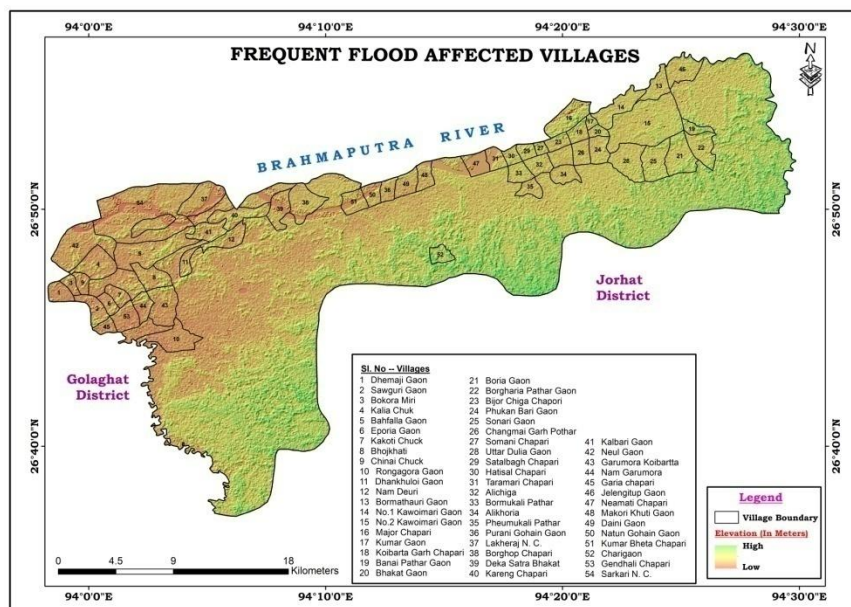 94°0'0"E
94°10'0"E
94°20'0"E
94°30'0"E
FREQUENT FLOOD AFFECTED VILLAGES
N
BRAHMAPUTRA RIVER
26°50'0"N
26°50'0"N
Jorhat
District
Golaghat
District
26°40'0"N
26°40'0"N
Sl. No -- Villages
1 Dhemaji Gaon
2 Sawguri Gaon
3 Bokora Miri
4 Kalia Chuk
5 Bahfalla Gaon
6 Eporia Gaon
7 Kakoti Chuck
8 Bhojkhati
9 Chinai Chuck
10 Rongagora Gaon
11 Dhankhuloi Gaon
12 Nam Deuri
13 Bormathauri Gaon
14 No.1 Kawoimari Gaon
15 No.2 Kawoimari Gaon
16 Major Chapari
17 Kumar Gaon
18 Koibarta Garh Chapari
19 Banai Pathar Gaon
20 Bhakat Gaon
21 Boria Gaon
22 Borgharia Pathar Gaon
23 Bijor Chiga Chapori
24 Phukan Bari Gaon
25 Sonari Gaon
26 Changmai Garh Pothar
27 Somani Chapari
28 Uttar Dulia Gaon
29 Satalbagh Chapari
30 Hatisal Chapari
31 Taramari Chapari
32 Alichiga
33 Bormukali Pathar
34 Alikhoria
35 Pheumukali Pathar
36 Purani Gohain Gaon
37 Lakheraj N. C.
38 Borghop Chapari
39 Deka Satra Bhakat
40 Kareng Chapari
41 Kalbari Gaon
42 Neul Gaon
43 Garumora Koibartta
44 Nam Garumora
45 Garia chapari
46 Jelengitup Gaon
47 Neamati Chapari
48 Makori Khuti Gaon
49 Daini Gaon
50 Natun Gohain Gaon
51 Kumar Bheta Chapari
52 Charigaon
53 Gendhali Chapari
54 Sarkari N. C.
Legend
Village Boundary
Elevation (In Meters)
High
Low
0 4.5 9 18
Kilometers
94°0'0"E
94°10'0"E
94°20'0"E
94°30'0"E